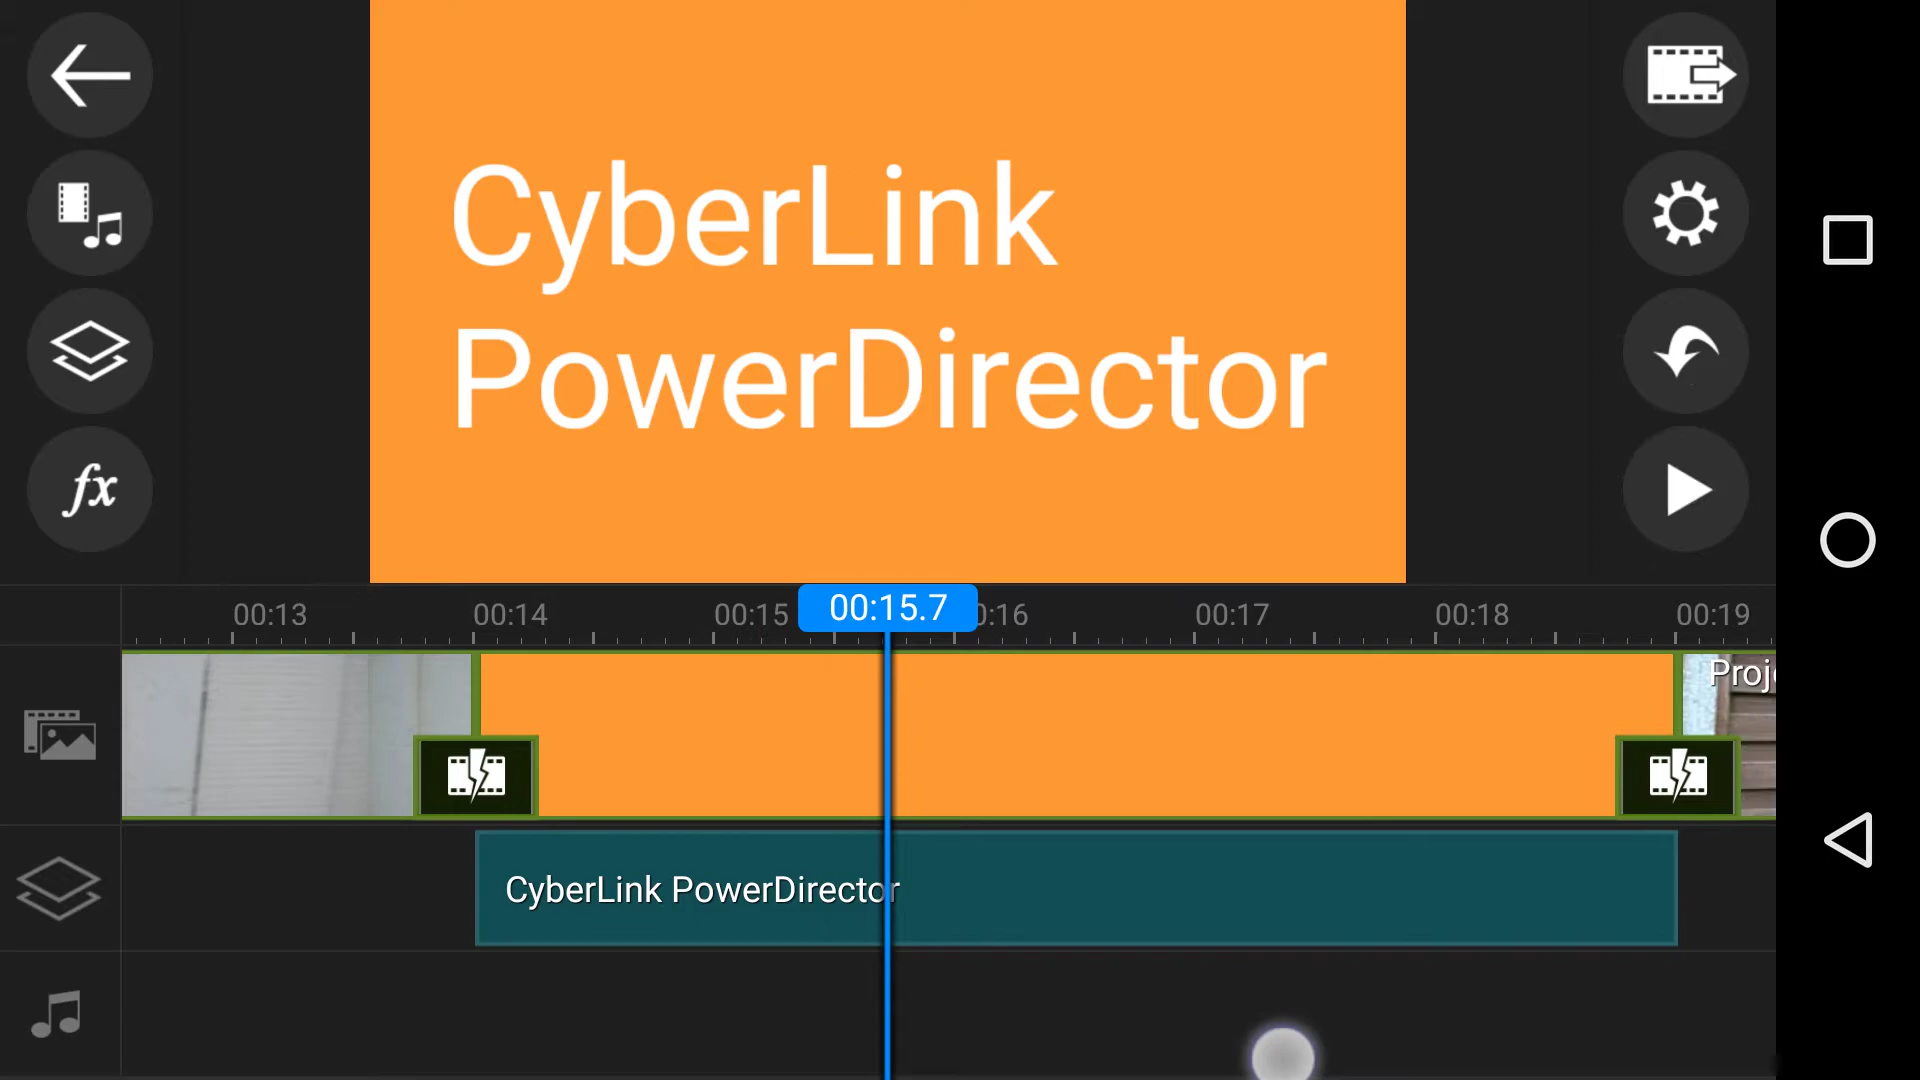 CyberLink
PowerDirector
fx
00:13 00:14 00:15 00:15.7 0:16 00:17 00:18 00:19
Proj
CyberLink PowerDirector